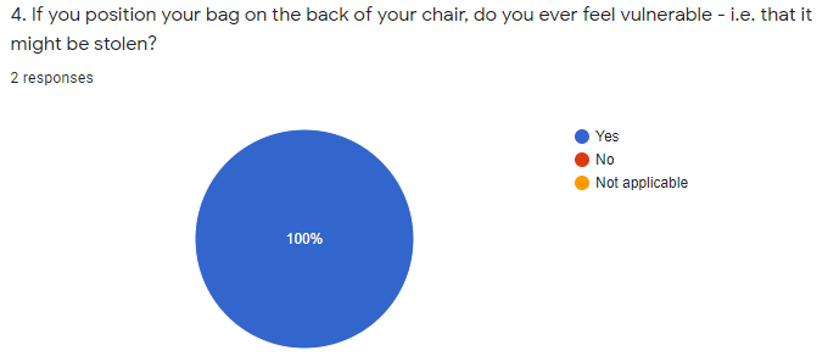 4. If you position your bag on the back of your chair, do you ever feel vulnerable - i.e. that it
might be stolen?
2 responses
Yes
No
Not applicable
100%